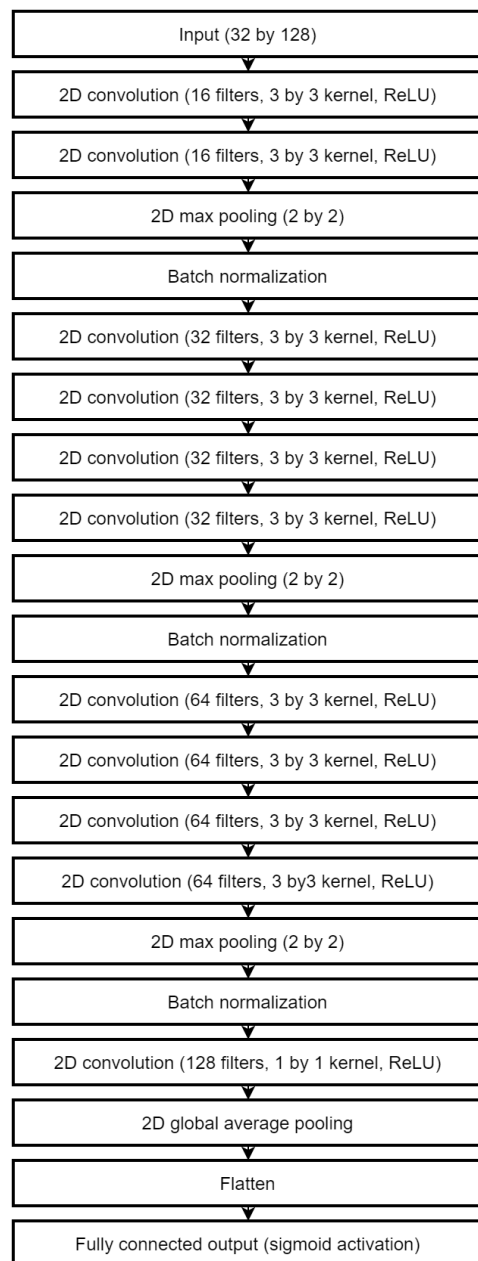 Input (32 by 128)
2D convolution (16 filters, 3 by 3 kernel, ReLU)
2D convolution (16 filters, 3 by 3 kernel, ReLU)
2D max pooling (2 by 2)
Batch normalization
2D convolution (32 filters, 3 by 3 kernel, ReLU)
2D convolution (32 filters, 3 by 3 kernel, ReLU)
2D convolution (32 filters, 3 by 3 kernel, ReLU)
2D convolution (32 filters, 3 by 3 kernel, ReLU)
2D max pooling (2 by 2)
Batch normalization
2D convolution (64 filters, 3 by 3 kernel, ReLU)
2D convolution (64 filters, 3 by 3 kernel, ReLU)
2D convolution (64 filters, 3 by 3 kernel, ReLU)
2D convolution (64 filters, 3 by3 kernel, ReLU)
2D max pooling (2 by 2)
Batch normalization
2D convolution (128 filters, 1 by 1 kernel, ReLU)
2D global average pooling
Flatten
Fully connected output (sigmoid activation)